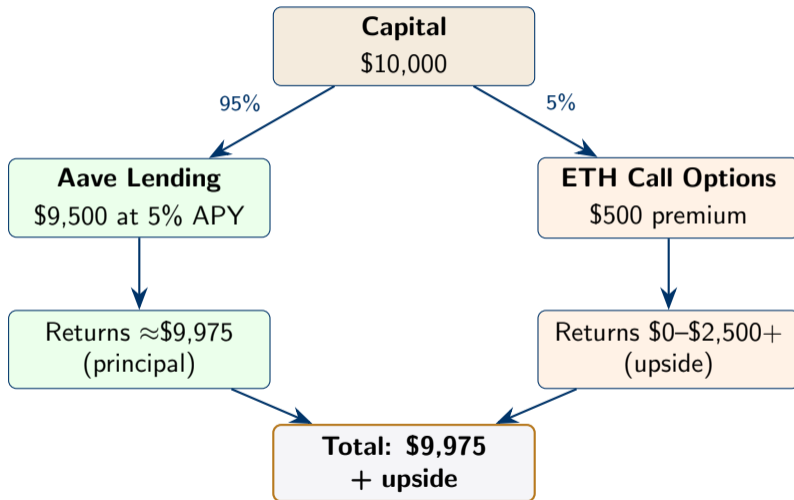 Capital
$10,000
95%
5%
Aave Lending
$9,500 at 5% APY
ETH Call Options
$500 premium
Returns ≈$9,975
(principal)
Returns $0–$2,500+
(upside)
Total: $9,975
+ upside